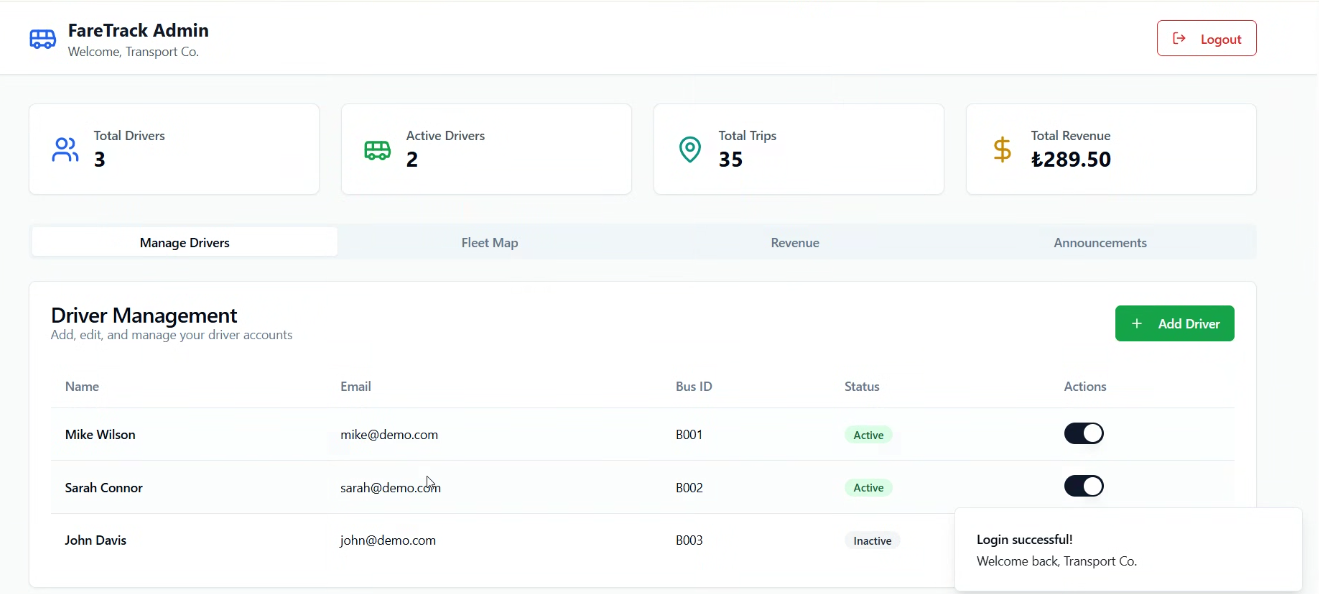 FareTrack Admin
Welcome, Transport Co.
Logout
Total Drivers
3
Active Drivers
2
Total Trips
35
Total Revenue
₺289.50
Manage Drivers
Fleet Map
Revenue
Announcements
Driver Management
Add, edit, and manage your driver accounts
+ Add Driver
Name Email Bus ID Status Actions
Mike Wilson mike@demo.com B001 Active
Sarah Connor sarah@demo.com B002 Active
John Davis john@demo.com B003 Inactive
Login successful!
Welcome back, Transport Co.